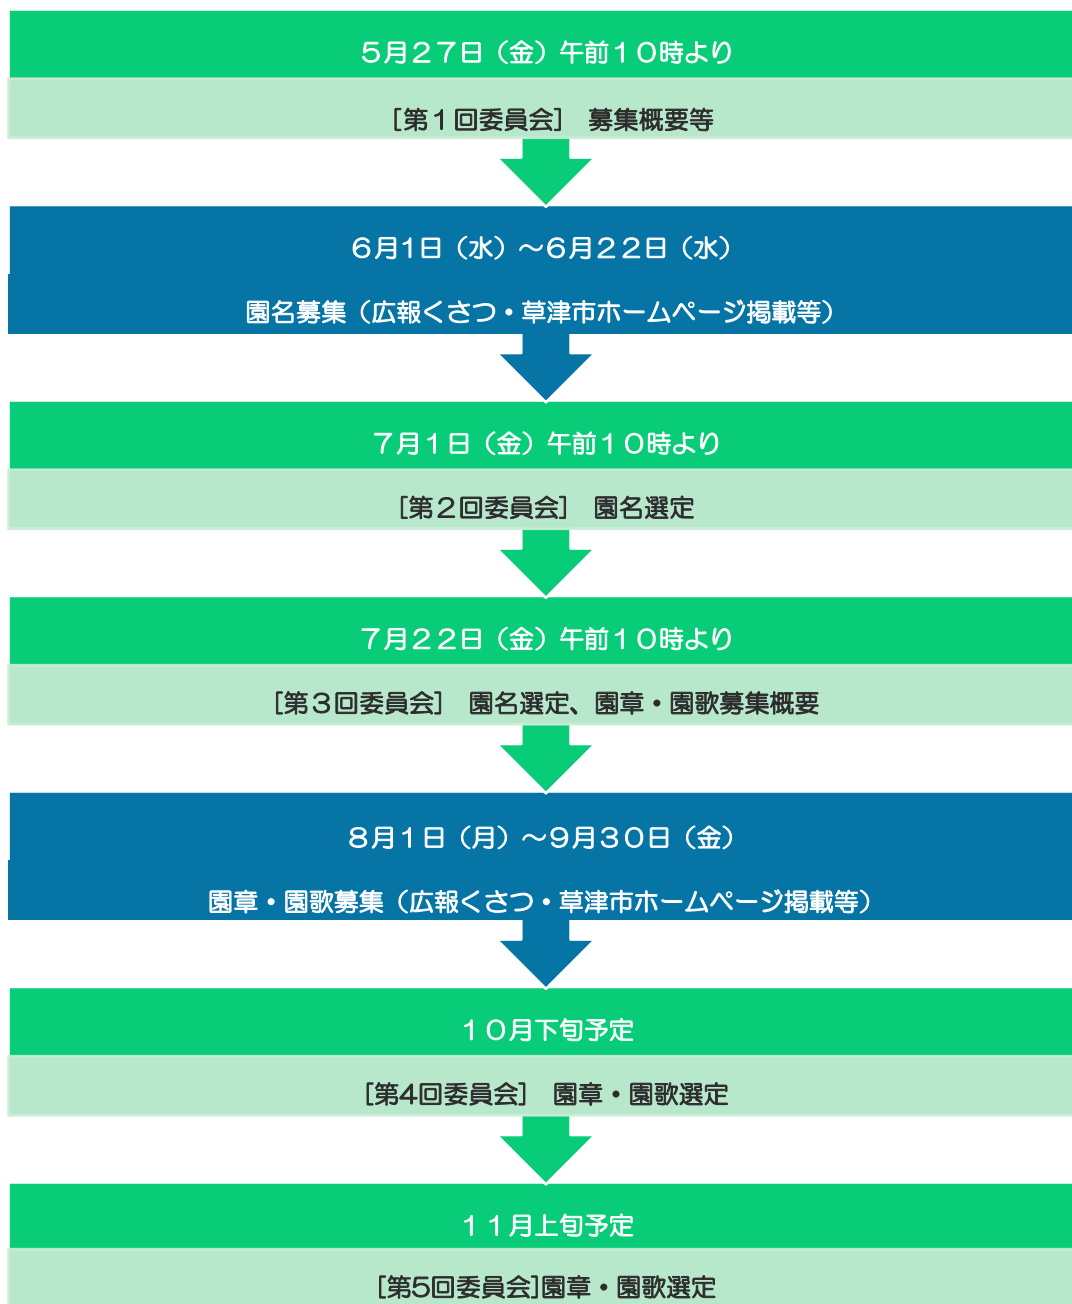 ５月２７日（金）午前１０時より
[第１回委員会]　募集概要等
６月１日（水）～６月２２日（水）
園名募集（広報くさつ・草津市ホームページ掲載等）
７月１日（金）午前１０時より
[第２回委員会]　園名選定
７月２２日（金）午前１０時より
[第３回委員会]　園名選定、園章・園歌募集概要
８月１日（月）～９月３０日（金）
園章・園歌募集（広報くさつ・草津市ホームページ掲載等）
１０月下旬予定
[第4回委員会]　園章・園歌選定
１１月上旬予定
[第5回委員会]園章・園歌選定